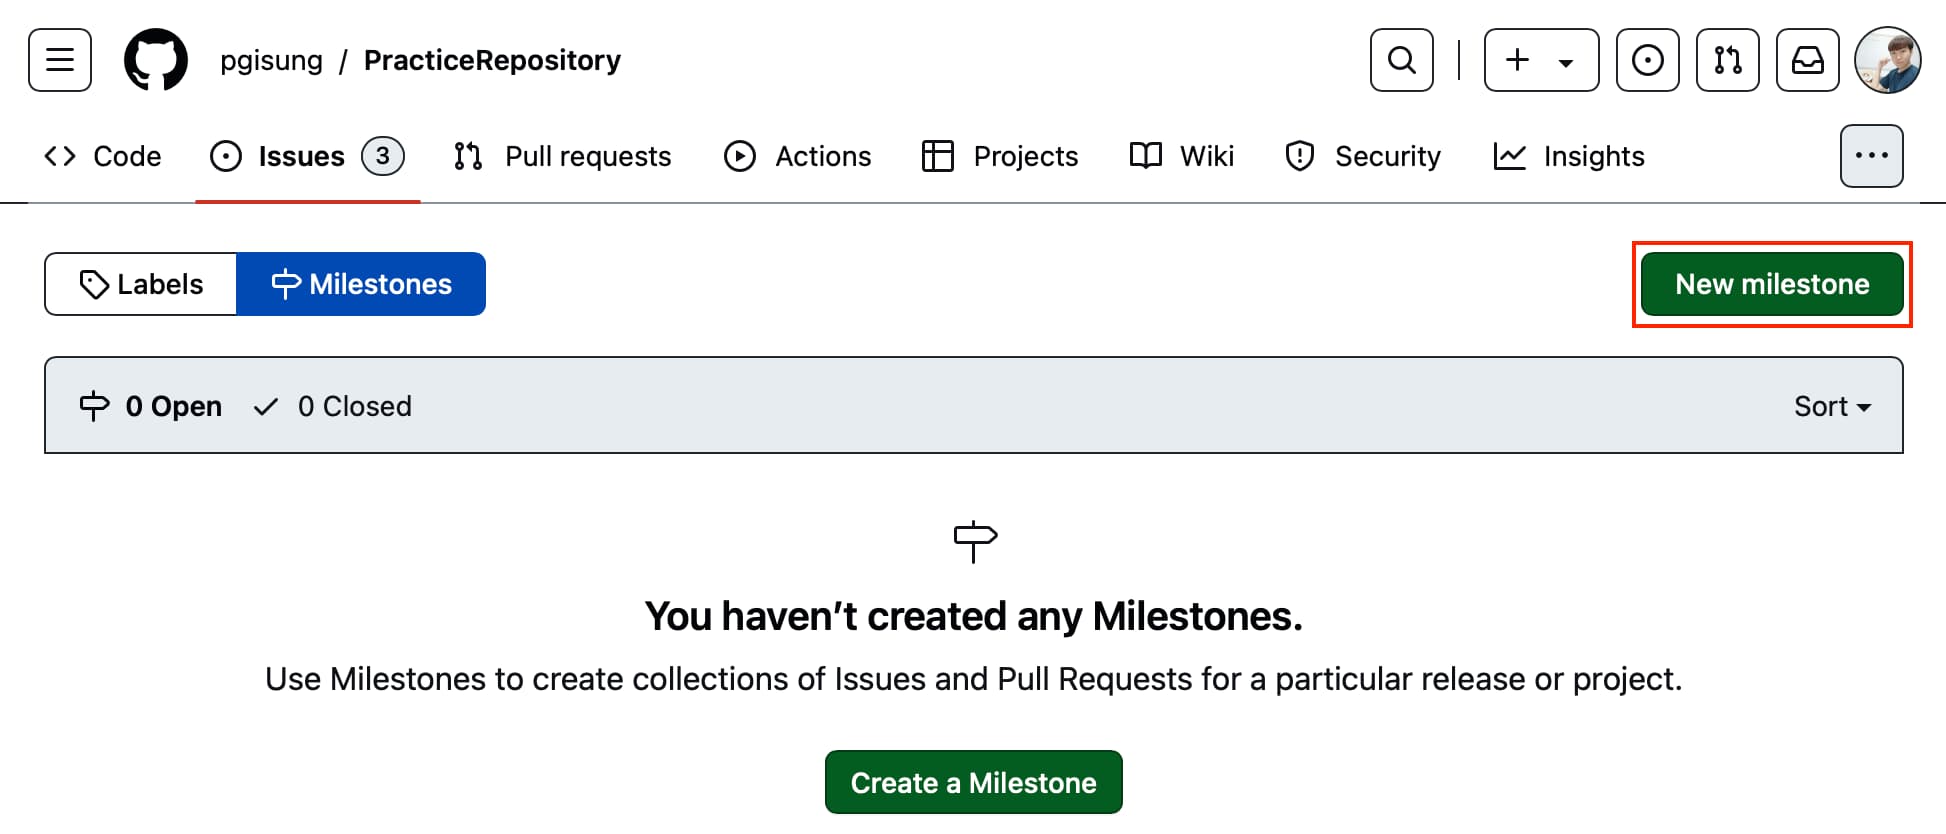 pgisung / PracticeRepository
Code Issues 3 Pull requests Actions Projects Wiki Security Insights
Labels Milestones New milestone
0 Open 0 Closed Sort
You haven’t created any Milestones.
Use Milestones to create collections of Issues and Pull Requests for a particular release or project.
Create a Milestone